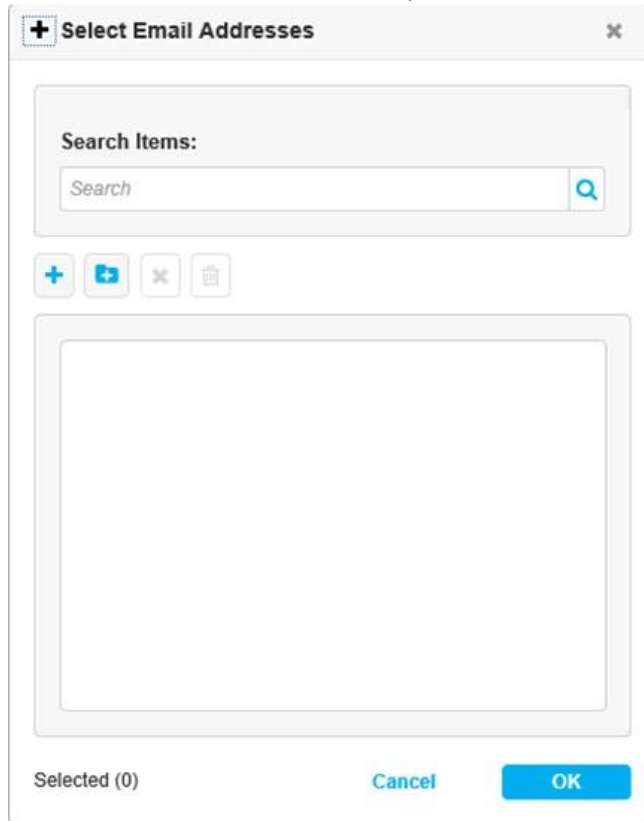 Select Email Addresses
Search Items:
Search
Selected (0)
Cancel
OK